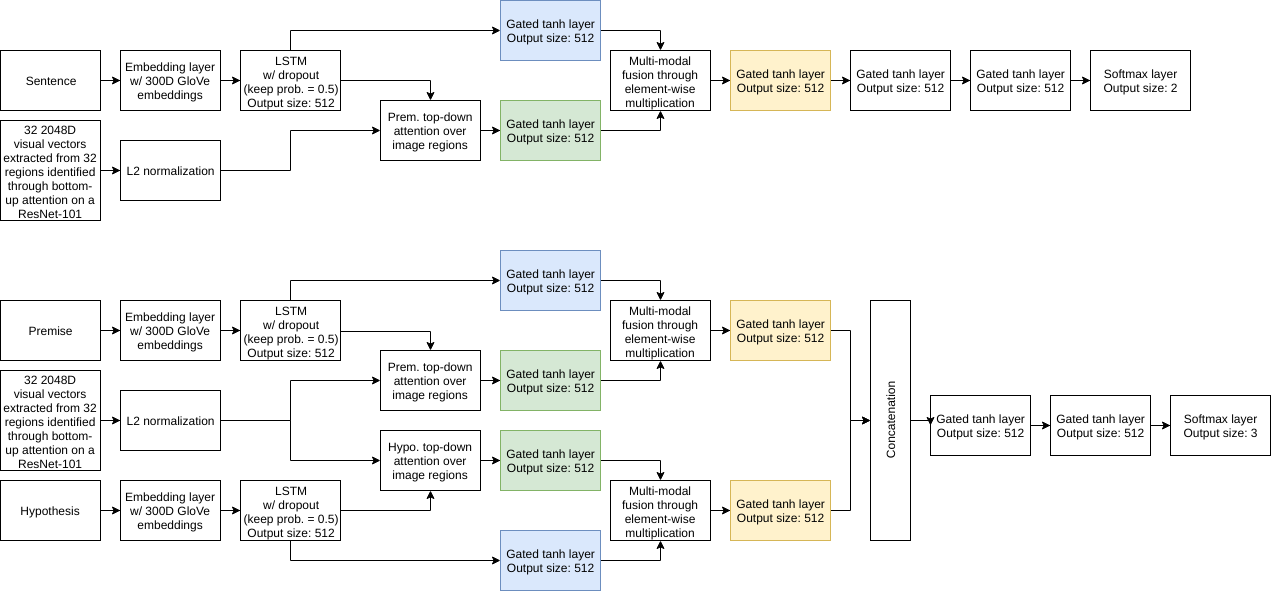 Sentence
Embedding layer
w/ 300D GloVe
embeddings
LSTM
w/ dropout
(keep prob. = 0.5)
Output size: 512
Gated tanh layer
Output size: 512
Prem. top-down
attention over
image regions
Gated tanh layer
Output size: 512
Multi-modal
fusion through
element-wise
multiplication
Gated tanh layer
Output size: 512
Gated tanh layer
Output size: 512
Gated tanh layer
Output size: 512
Softmax layer
Output size: 2
32 2048D
visual vectors
extracted from 32
regions identified
through bottom-
up attention on a
ResNet-101
L2 normalization
Premise
Embedding layer
w/ 300D GloVe
embeddings
LSTM
w/ dropout
(keep prob. = 0.5)
Output size: 512
Gated tanh layer
Output size: 512
Prem. top-down
attention over
image regions
Gated tanh layer
Output size: 512
Multi-modal
fusion through
element-wise
multiplication
Gated tanh layer
Output size: 512
32 2048D
visual vectors
extracted from 32
regions identified
through bottom-
up attention on a
ResNet-101
L2 normalization
Hypo. top-down
attention over
image regions
Gated tanh layer
Output size: 512
Hypothesis
Embedding layer
w/ 300D GloVe
embeddings
LSTM
w/ dropout
(keep prob. = 0.5)
Output size: 512
Gated tanh layer
Output size: 512
Multi-modal
fusion through
element-wise
multiplication
Gated tanh layer
Output size: 512
Concatenation
Gated tanh layer
Output size: 512
Gated tanh layer
Output size: 512
Softmax layer
Output size: 3